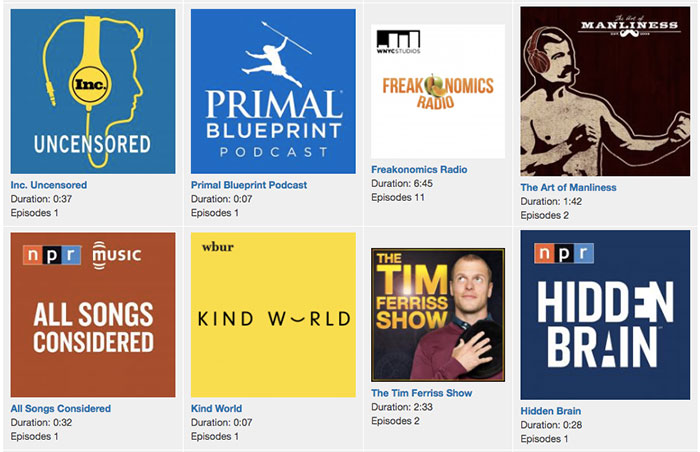 Inc.
UNCENSORED
Inc. Uncensored
Duration: 0:37
Episodes 1
PRIMAL
BLUEPRINT
PODCAST
Primal Blueprint Podcast
Duration: 0:07
Episodes 1
WNYC STUDIOS
FREAKONOMICS
RADIO
Freakonomics Radio
Duration: 6:45
Episodes 11
The Art of
MANLINESS
EST. 2008
The Art of Manliness
Duration: 1:42
Episodes 2
npr MUSIC
ALL SONGS
CONSIDERED
All Songs Considered
Duration: 0:32
Episodes 1
wbur
KIND WORLD
Kind World
Duration: 0:07
Episodes 1
THE
TIM
FERRISS
SHOW
The Tim Ferriss Show
Duration: 2:33
Episodes 2
npr
HIDDEN
BRAIN
Hidden Brain
Duration: 0:28
Episodes 1